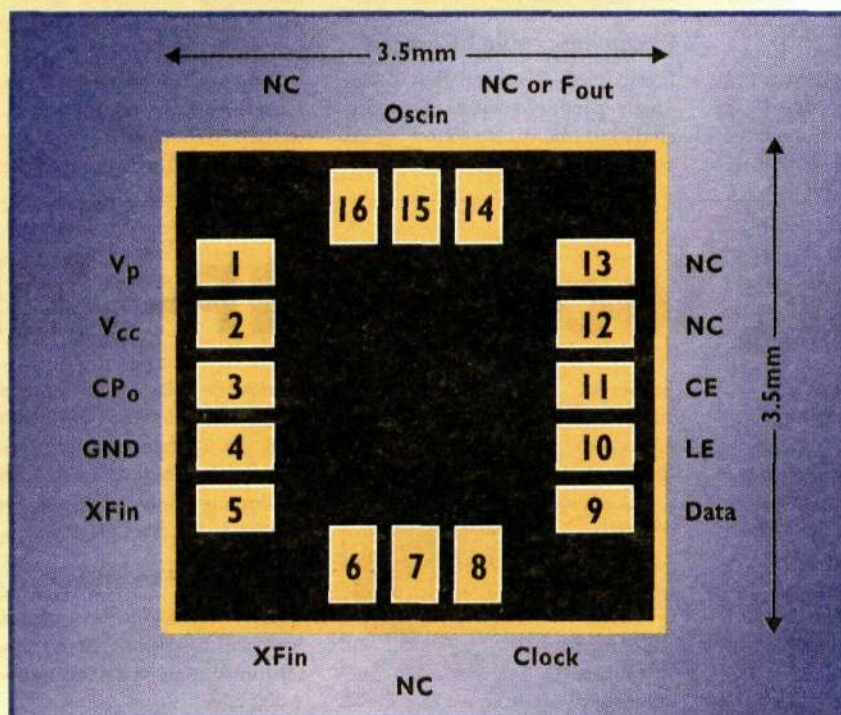 3.5mm
NC NC or Fout
Oscin
16 15 14
Vp 1 13 NC
Vcc 2 12 NC
CPo 3 11 CE
3.5mm
GND 4 10 LE
XFin 5 9 Data
6 7 8
XFin Clock
NC